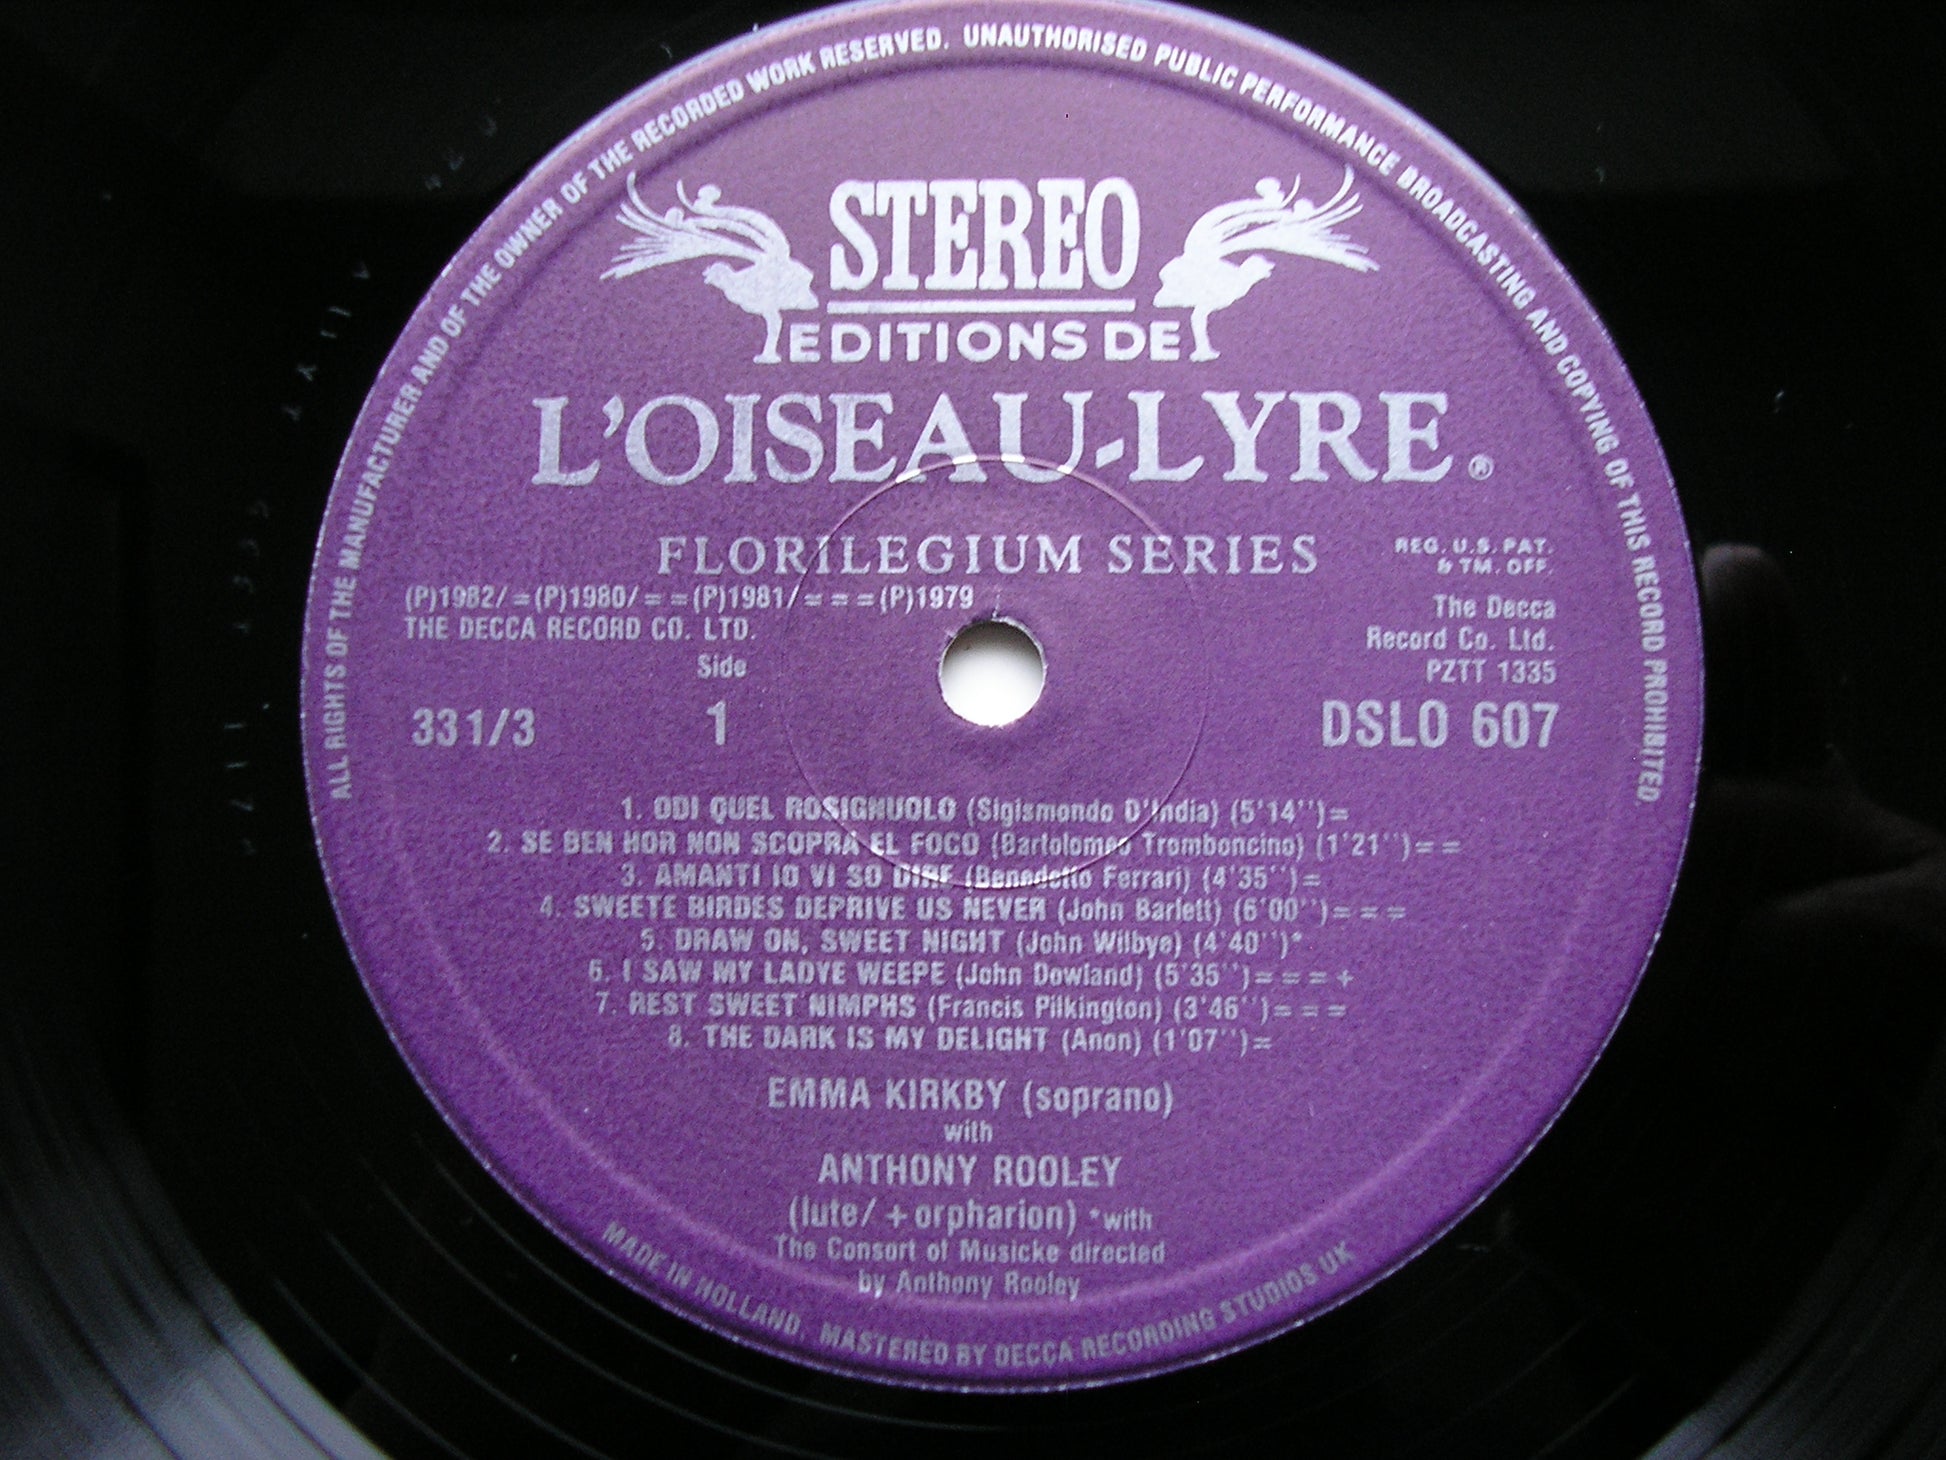 ALL RIGHTS OF THE MANUFACTURER AND OF THE OWNER OF THE RECORDED WORK RESERVED. UNAUTHORISED PUBLIC PERFORMANCE BROADCASTING AND COPYING OF THIS RECORD PROHIBITED.
STEREO
EDITIONS DE
L'OISEAU-LYRE ®
FLORILEGIUM SERIES
REG. U.S. PAT.
& TM. OFF.
(P)1982/=(P)1980/==(P)1981/===(P)1979
THE DECCA RECORD CO. LTD.
The Decca
Record Co. Ltd.
PZTT 1335
Side
331/3 1 DSLO 607
1. ODI QUEL ROSIGNUOLO (Sigismondo D'India) (5'14'')=
2. SE BEN HOR NON SCOPRA EL FOCO (Bartolomeo Tromboncino) (1'21'')==
3. AMANTI IO VI SO DIRE (Benedetto Ferrari) (4'35'')=
4. SWEETE BIRDES DEPRIVE US NEVER (John Barlett) (6'00'')===
5. DRAW ON, SWEET NIGHT (John Wilbye) (4'40'')*
6. I SAW MY LADYE WEEPE (John Dowland) (5'35'')===+
7. REST SWEET NIMPHS (Francis Pilkington) (3'46'')===
8. THE DARK IS MY DELIGHT (Anon) (1'07'')=
EMMA KIRKBY (soprano)
with
ANTHONY ROOLEY
(lute/+orpharion) *with
The Consort of Musicke directed
by Anthony Rooley
MADE IN HOLLAND. MASTERED BY DECCA RECORDING STUDIOS UK